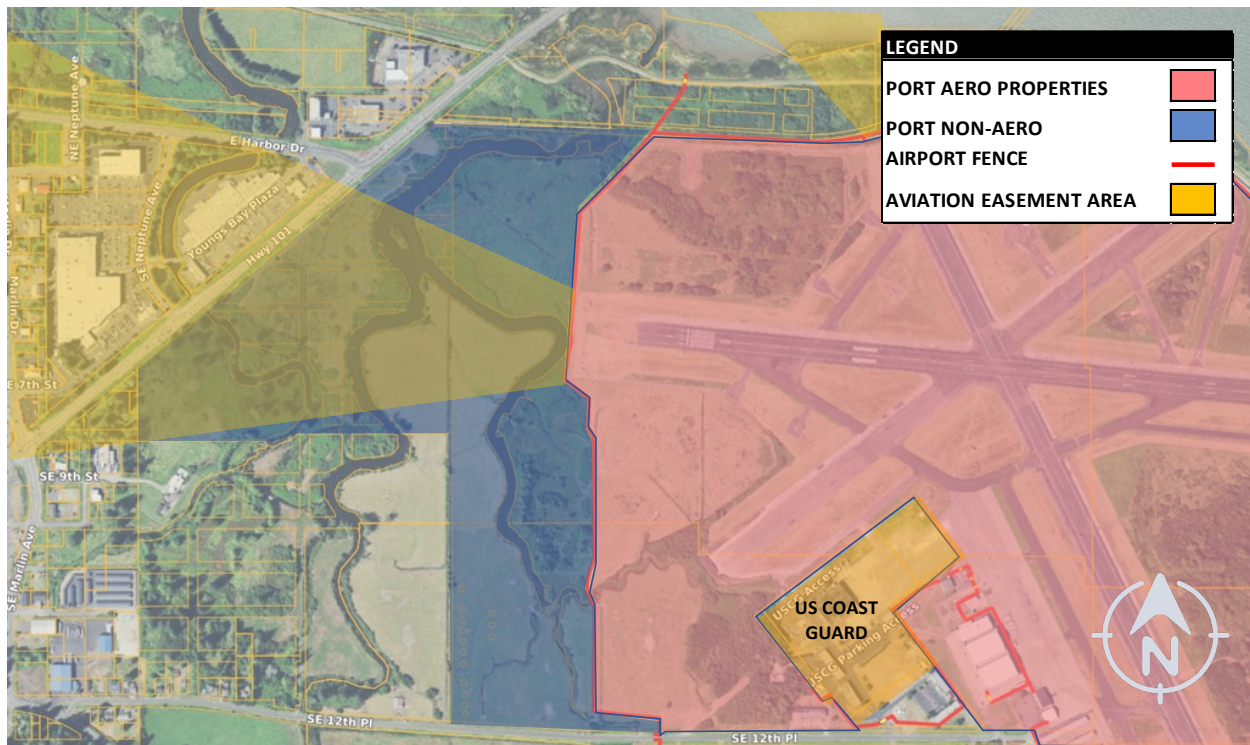 LEGEND
PORT AERO PROPERTIES
PORT NON-AERO
AIRPORT FENCE
AVIATION EASEMENT AREA
NE Neptune Ave
E Harbor Dr
SE Neptune Ave
Youngs Bay Plaza
Hwy 101
Marlin Dr
E 7th St
SE 9th St
SE Marlin Ave
USCG Access
US COAST
GUARD
USCG Parking Access
N
SE 12th Pl
SE 12th Pl